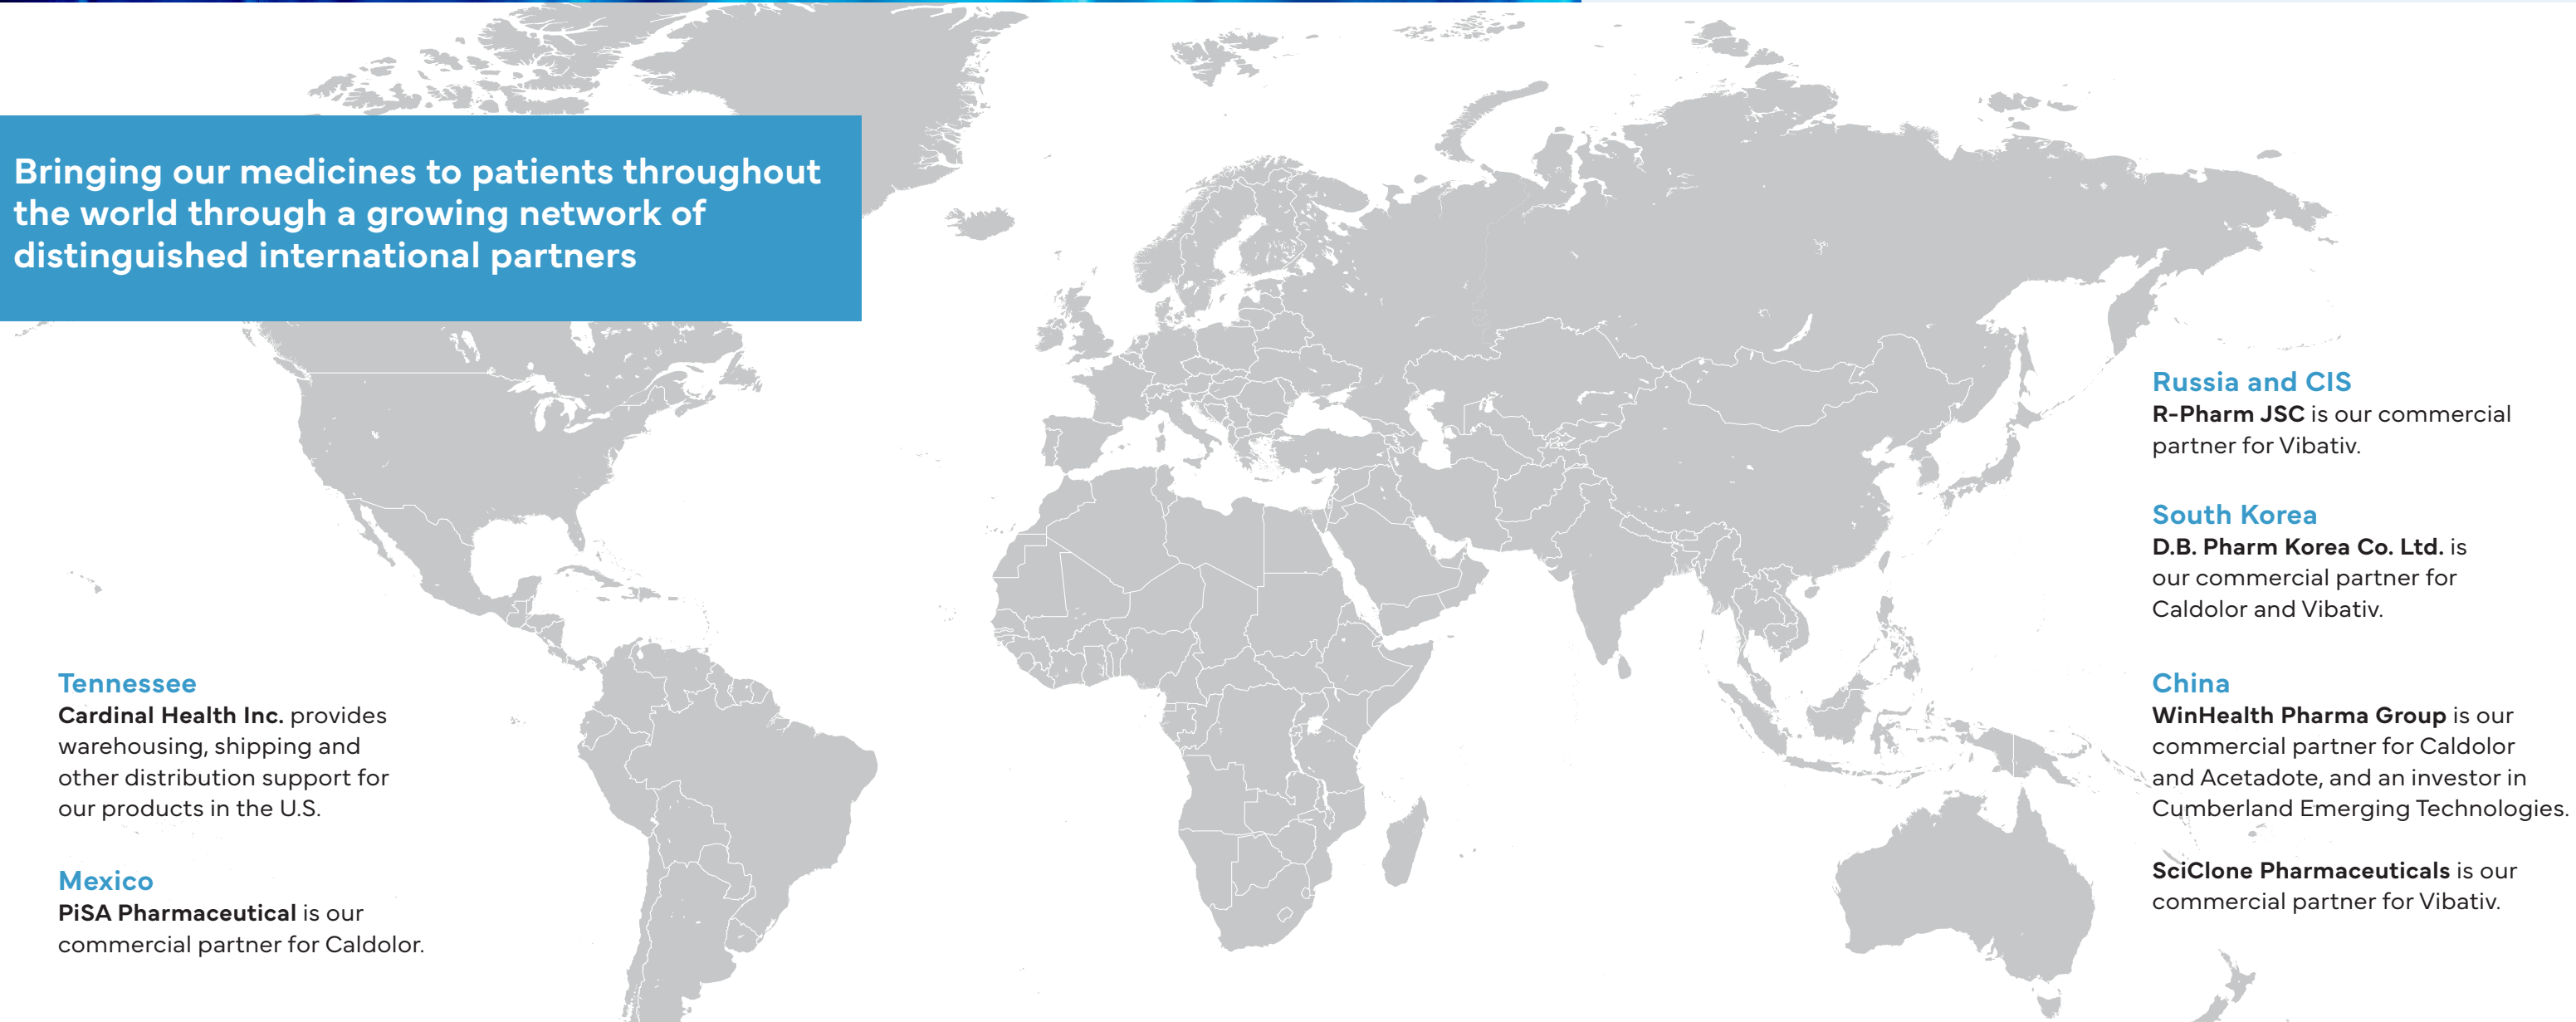 Bringing our medicines to patients throughout
the world through a growing network of
distinguished international partners
Tennessee
Cardinal Health Inc. provides
warehousing, shipping and
other distribution support for
our products in the U.S.
Mexico
PiSA Pharmaceutical is our
commercial partner for Caldolor.
Russia and CIS
R-Pharm JSC is our commercial
partner for Vibativ.
South Korea
D.B. Pharm Korea Co. Ltd. is
our commercial partner for
Caldolor and Vibativ.
China
WinHealth Pharma Group is our
commercial partner for Caldolor
and Acetadote, and an investor in
Cumberland Emerging Technologies.
SciClone Pharmaceuticals is our
commercial partner for Vibativ.